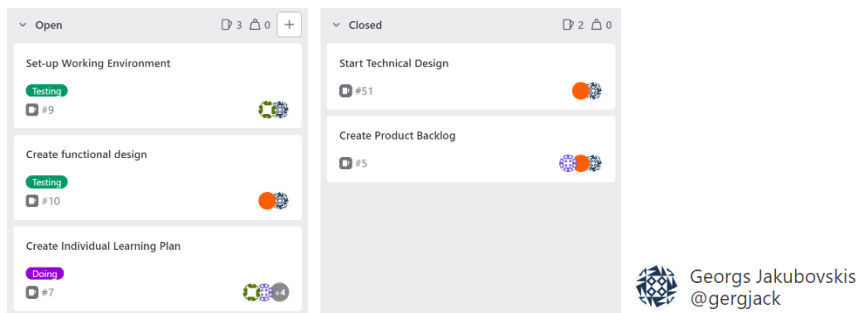 Open 3 0 +
Set-up Working Environment
Testing
#9
Create functional design
Testing
#10
Create Individual Learning Plan
Doing
#7 +4
Closed 2 0
Start Technical Design
#51
Create Product Backlog
#5
Georgs Jakubovskis
@gergjack